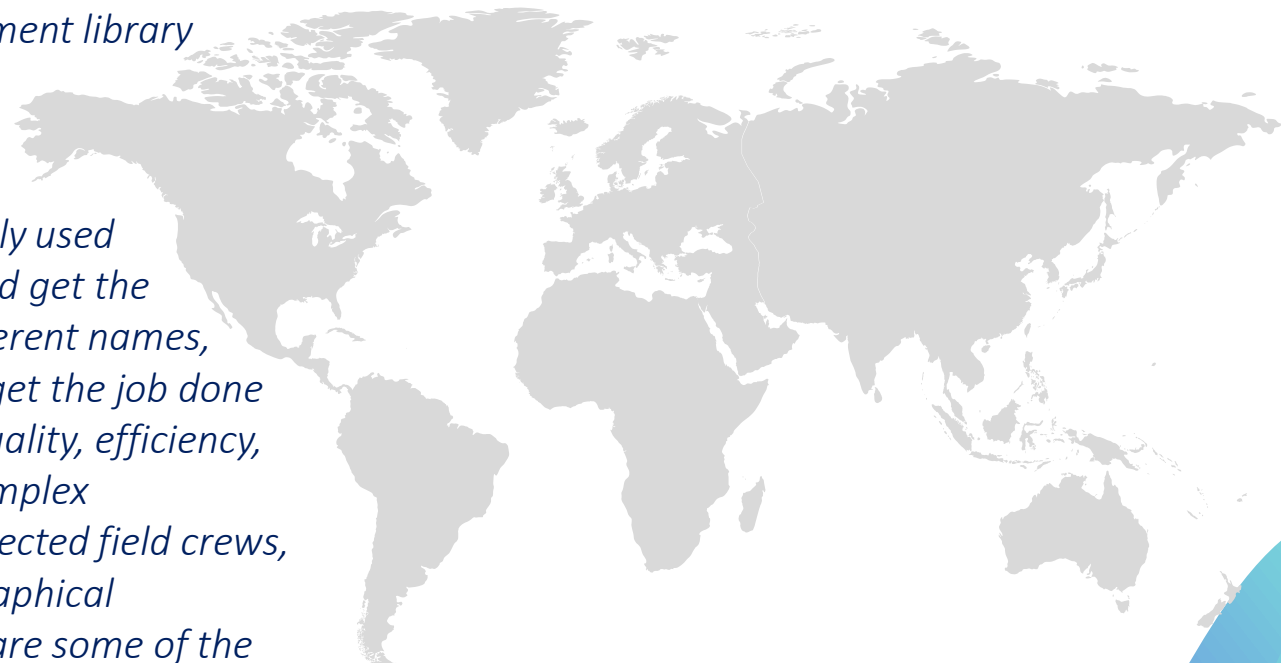 ment library
ly used
d get the
erent names,
get the job done
uality, efficiency,
mplex
ected field crews,
aphical
are some of the